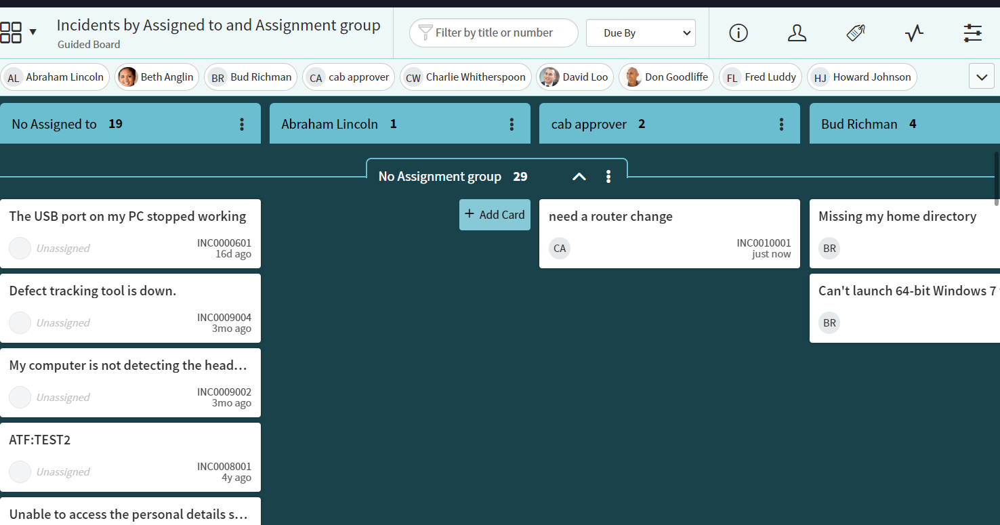 Incidents by Assigned to and Assignment group
Guided Board
Filter by title or number
Due By
AL Abraham Lincoln
Beth Anglin
BR Bud Richman
CA cab approver
CW Charlie Whitherspoon
David Loo
Don Goodliffe
FL Fred Luddy
HJ Howard Johnson
No Assigned to 19
Abraham Lincoln 1
cab approver 2
Bud Richman 4
No Assignment group 29
The USB port on my PC stopped working
Unassigned
INC0000601
16d ago
Defect tracking tool is down.
Unassigned
INC0009004
3mo ago
My computer is not detecting the head...
Unassigned
INC0009002
3mo ago
ATF:TEST2
Unassigned
INC0008001
4y ago
Unable to access the personal details s...
+ Add Card
need a router change
CA
INC0010001
just now
Missing my home directory
BR
Can't launch 64-bit Windows 7
BR